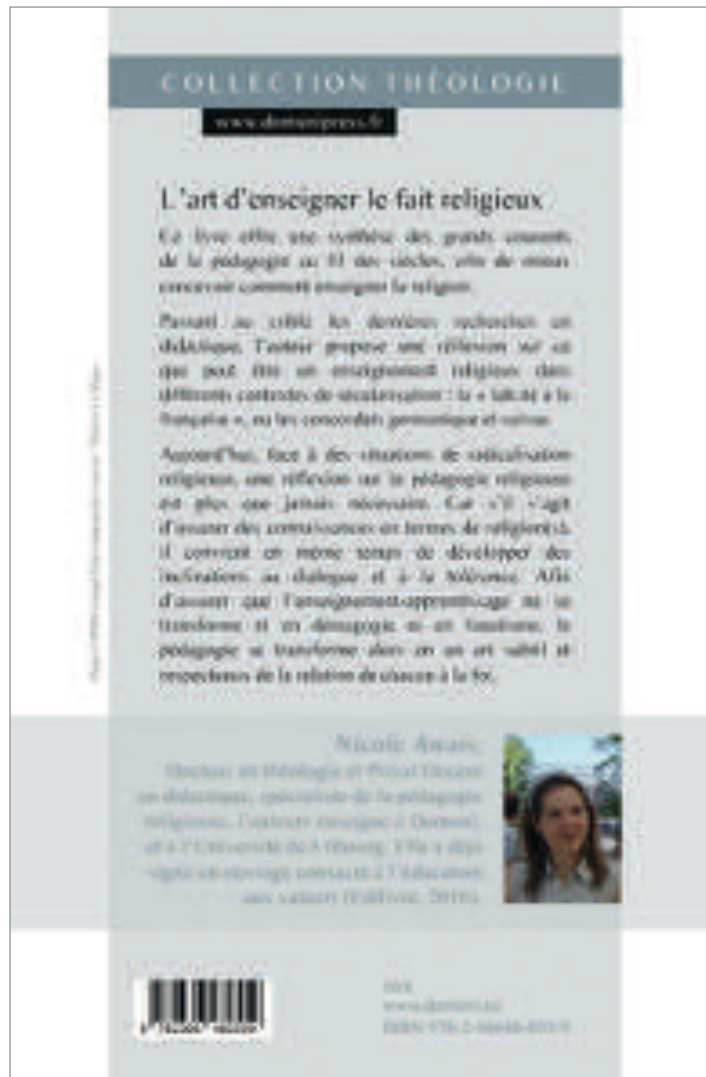 COLLECTION THÉOLOGIE
www.domunipress.fr
L'art d'enseigner le fait religieux
Ce livre offre une synthèse des grands courants
de la pédagogie au fil des siècles, afin de mieux
concevoir comment enseigner la religion.
Passant au crible les dernières recherches en
didactique, l'auteur propose une réflexion sur ce
que peut être un enseignement religieux dans
différents contextes de sécularisation : la « laïcité à la
française », ou les concordats germanique et suisse.
Aujourd'hui, face à des situations de radicalisation
religieuse, une réflexion sur la pédagogie religieuse
est plus que jamais nécessaire. Car s'il s'agit
d'assurer des connaissances en termes de religion(s),
il convient en même temps de développer des
inclinations au dialogue et à la tolérance. Afin
d'assurer que l'enseignement-apprentissage ne se
transforme ni en démagogie ni en fanatisme, la
pédagogie se transforme alors en un art subtil et
respectueux de la relation de chacun à la foi.
Nicole Awais,
Docteur en théologie et Privat Docent
en didactique, spécialiste de la pédagogie
religieuse, l'auteure enseigne à Domuni,
et à l'Université de Fribourg. Elle a déjà
signé un ouvrage consacré à l'éducation
aux valeurs (Edilivre, 2016).
ISBN